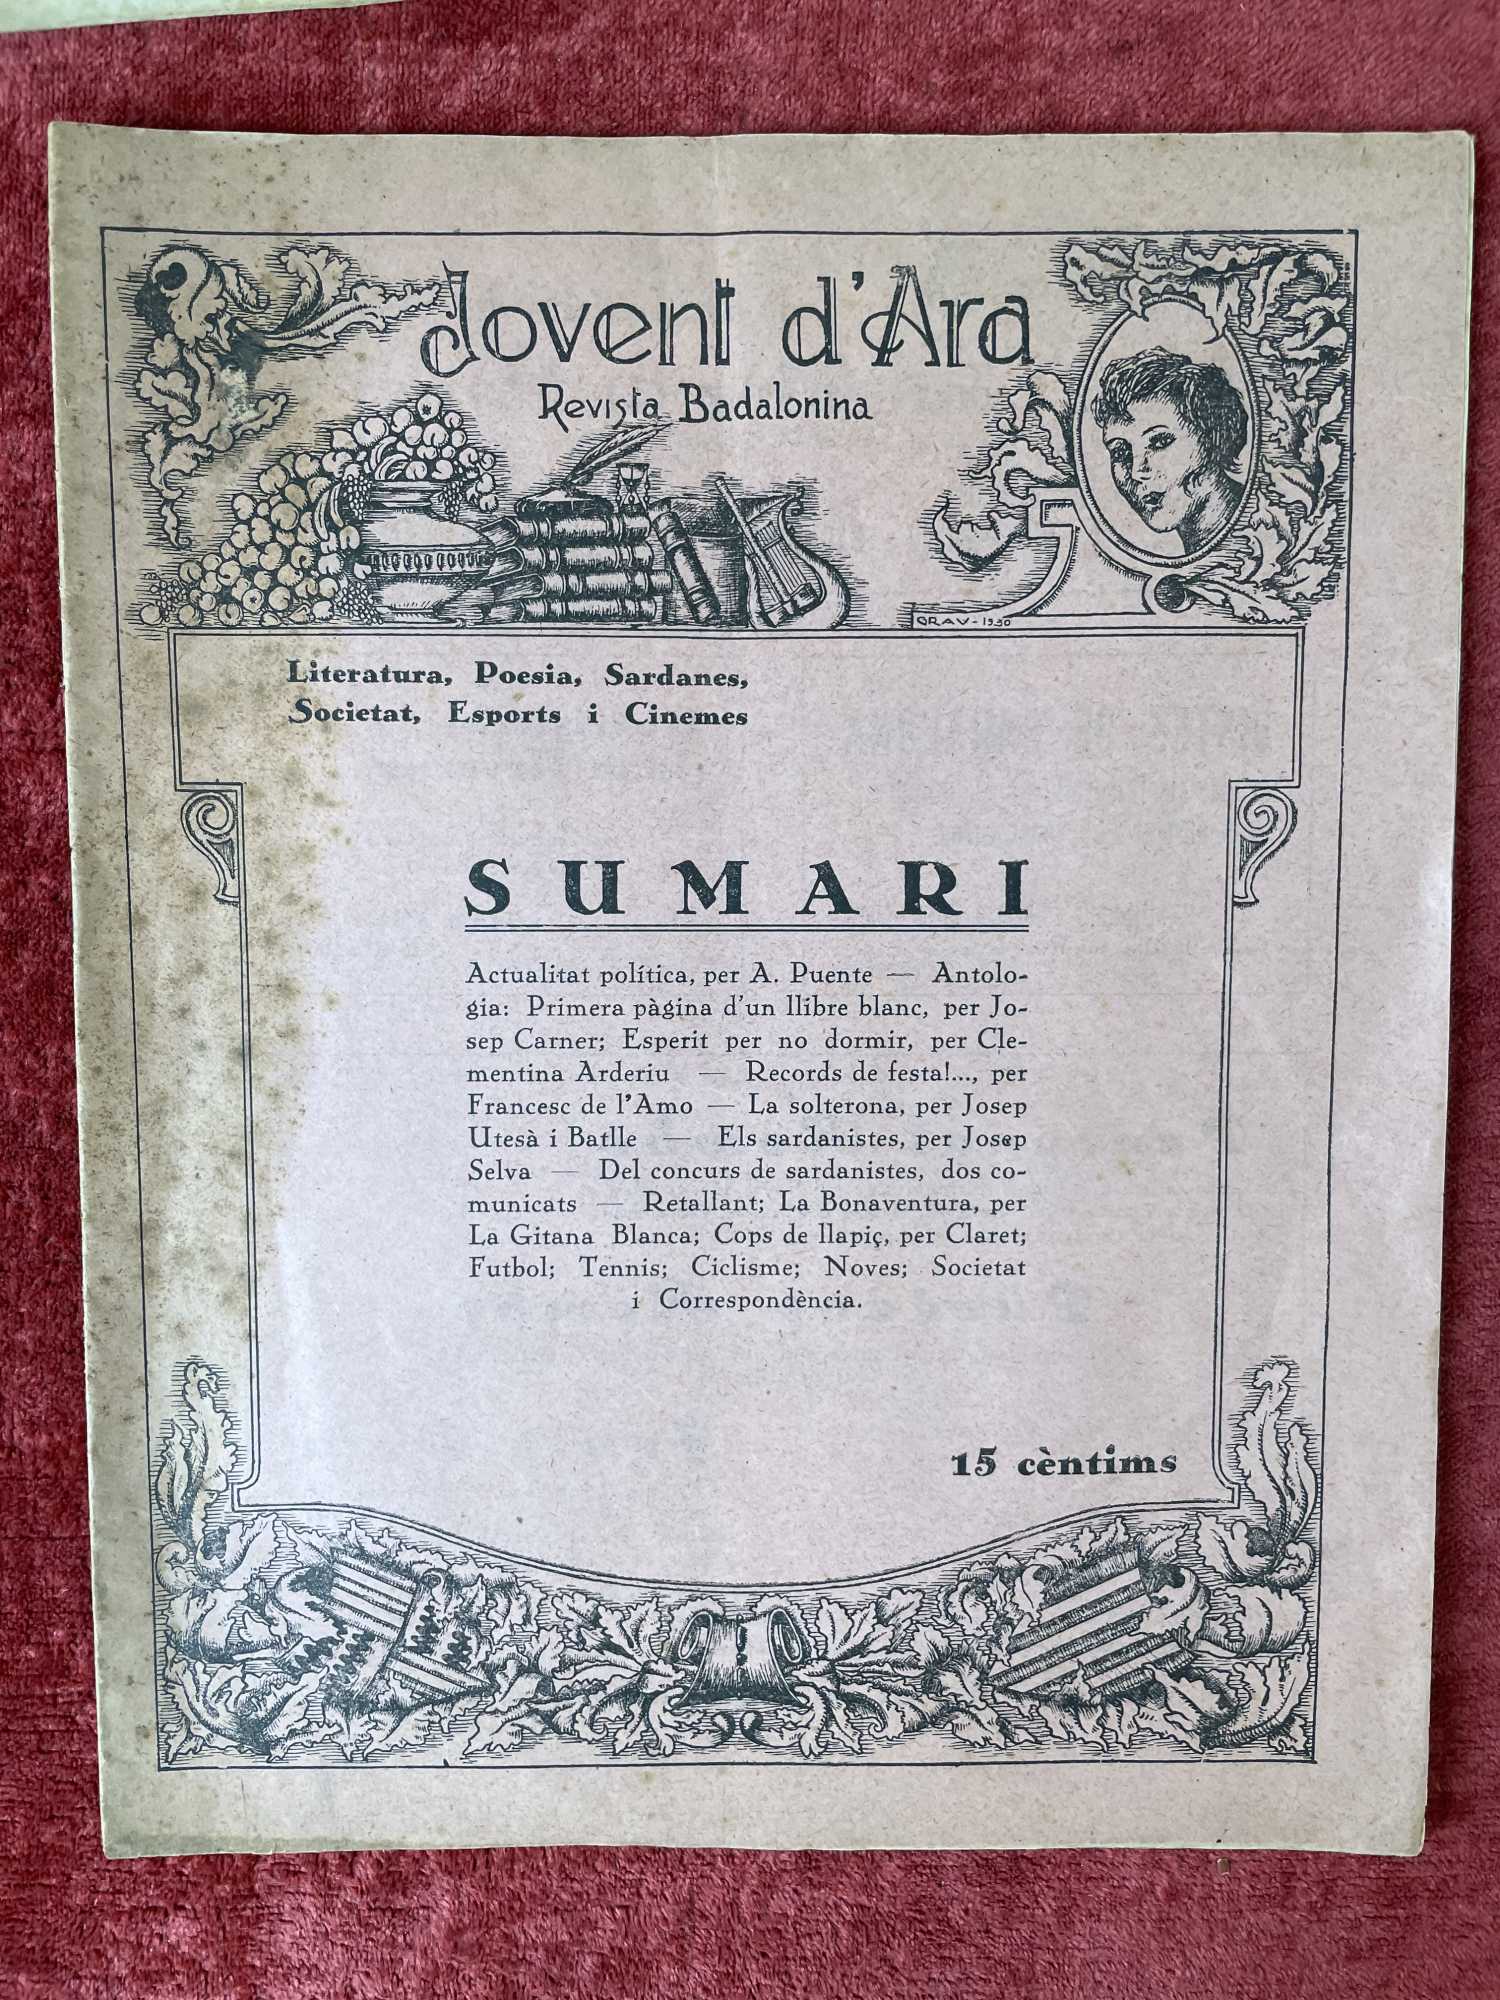 Jovent d'Ara
Revista Badalonina
ORAV-1930
Literatura, Poesia, Sardanes,
Societat, Esports i Cinemes
SUMARI
Actualitat política, per A. Puente — Antolo-
gia: Primera pàgina d'un llibre blanc, per Jo-
sep Carner; Esperit per no dormir, per Cle-
mentina Arderiu — Records de festa!..., per
Francesc de l'Amo — La solterona, per Josep
Utesà i Batlle — Els sardanistes, per Josep
Selva — Del concurs de sardanistes, dos co-
municats — Retallant; La Bonaventura, per
La Gitana Blanca; Cops de llapiç, per Claret;
Futbol; Tennis; Ciclisme; Noves; Societat
i Correspondència.
15 cèntims